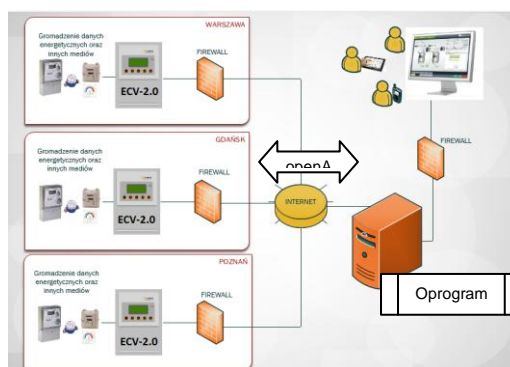 WARSZAWA
Gromadzenie danych
energetycznych oraz
innych mediów
ECV-2.0
FIREWALL
GDAŃSK
Gromadzenie danych
energetycznych oraz
innych mediów
ECV-2.0
FIREWALL
POZNAŃ
Gromadzenie danych
energetycznych oraz
innych mediów
ECV-2.0
FIREWALL
openA
INTERNET
FIREWALL
Oprogram